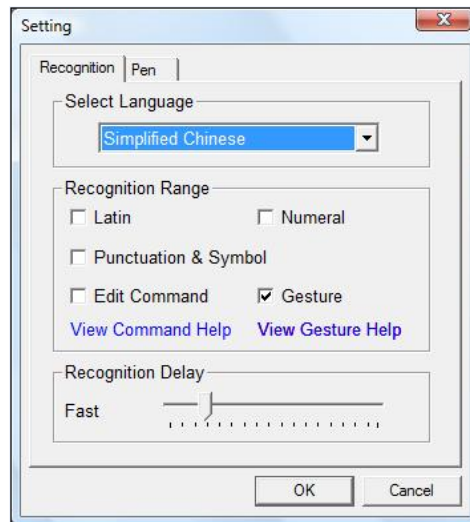 Setting
Recognition Pen
Select Language
Simplified Chinese
Recognition Range
Latin Numeral
Punctuation & Symbol
Edit Command Gesture
View Command Help View Gesture Help
Recognition Delay
Fast
OK Cancel